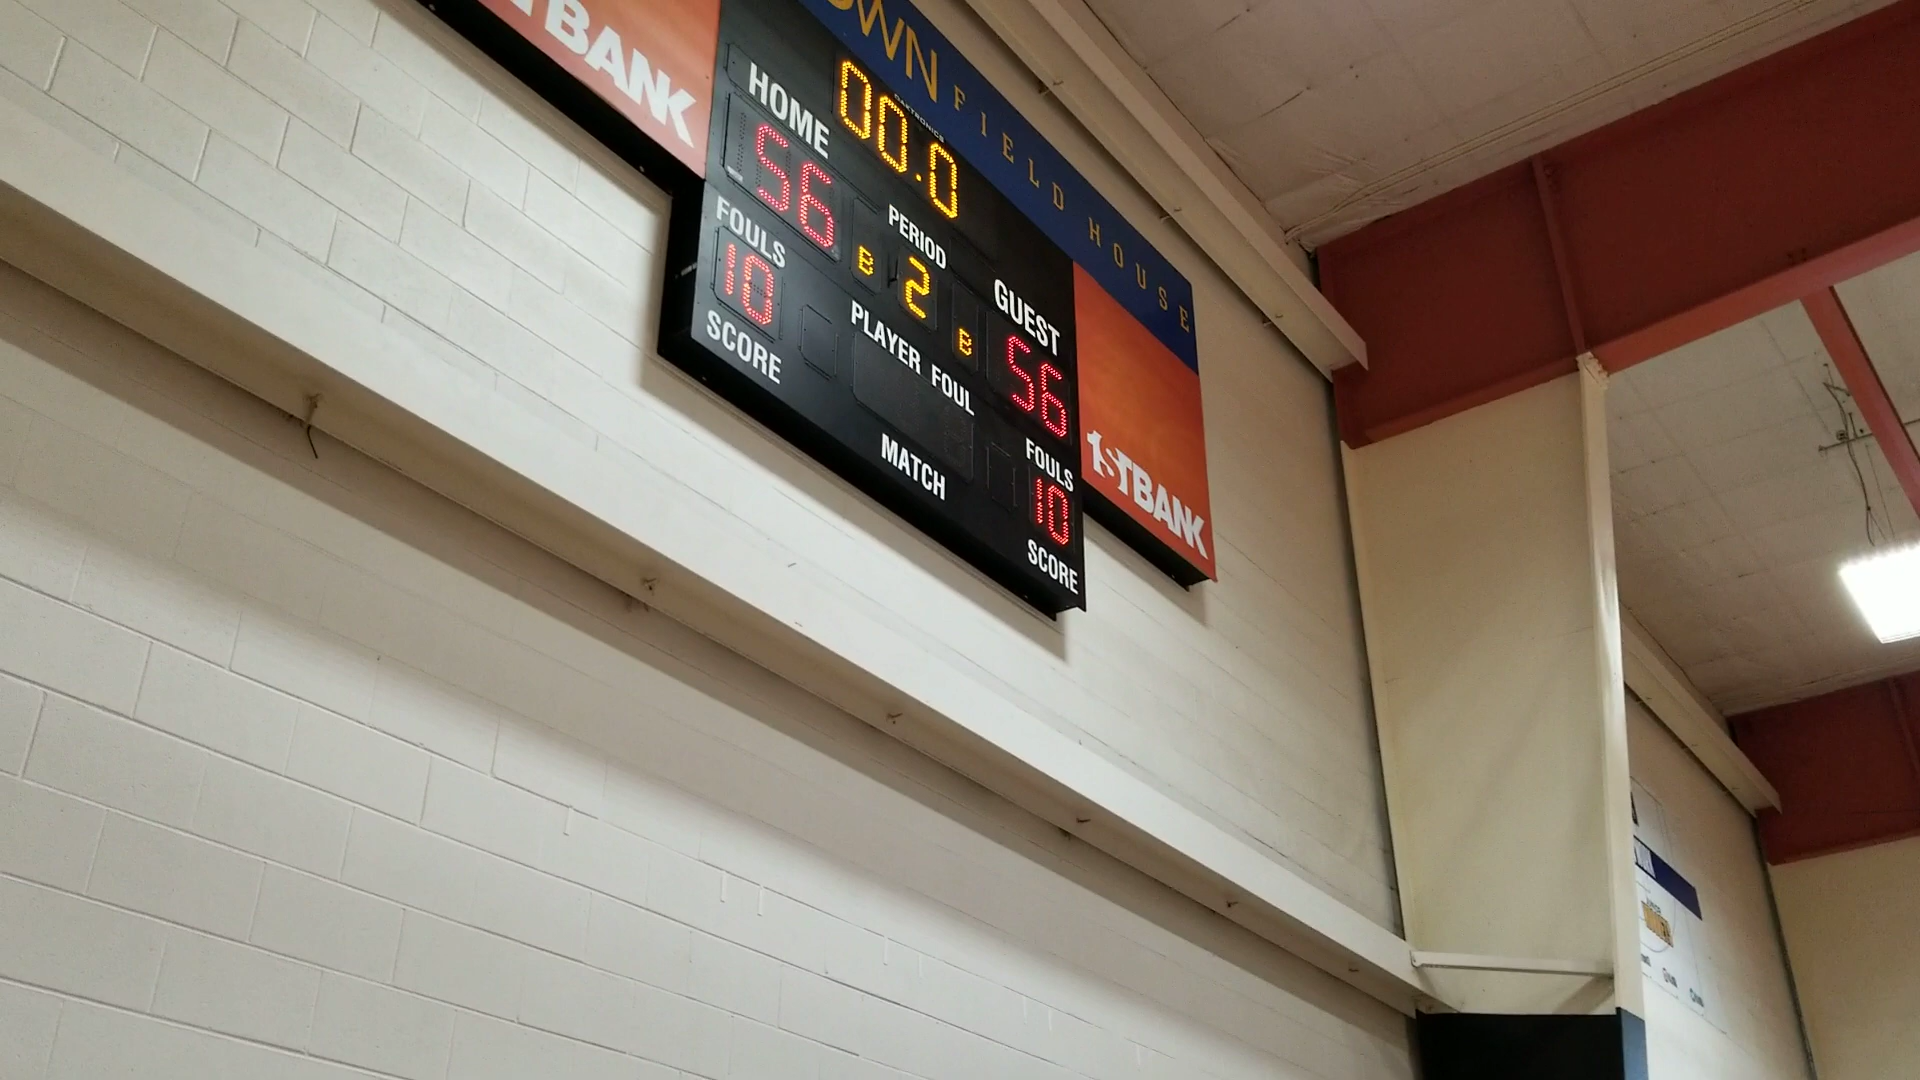 BANK
OWN FIELD HOUSE
DAKTRONICS
HOME
00.0
56
PERIOD
FOULS
B 2 B
GUEST
10
56
PLAYER FOUL
SCORE
FOULS
MATCH
10
SCORE
1STBANK